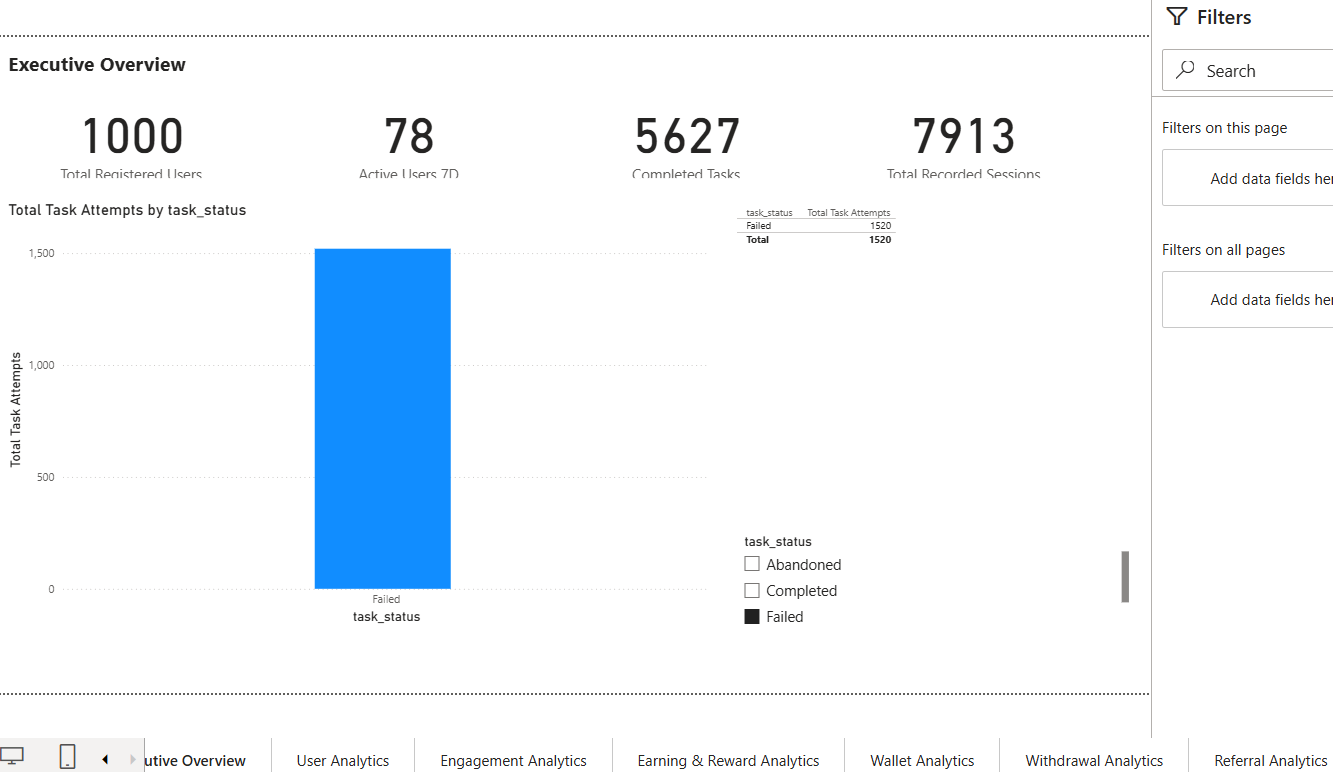 Filters
Search
Filters on this page
Add data fields her
Filters on all pages
Add data fields her
Executive Overview
1000
Total Registered Users
78
Active Users 7D
5627
Completed Tasks
7913
Total Recorded Sessions
Total Task Attempts by task_status
1,500
1,000
500
0
Total Task Attempts
Failed
task_status
task_status Total Task Attempts
Failed 1520
Total 1520
task_status
Abandoned
Completed
Failed
utive Overview
User Analytics
Engagement Analytics
Earning & Reward Analytics
Wallet Analytics
Withdrawal Analytics
Referral Analytics